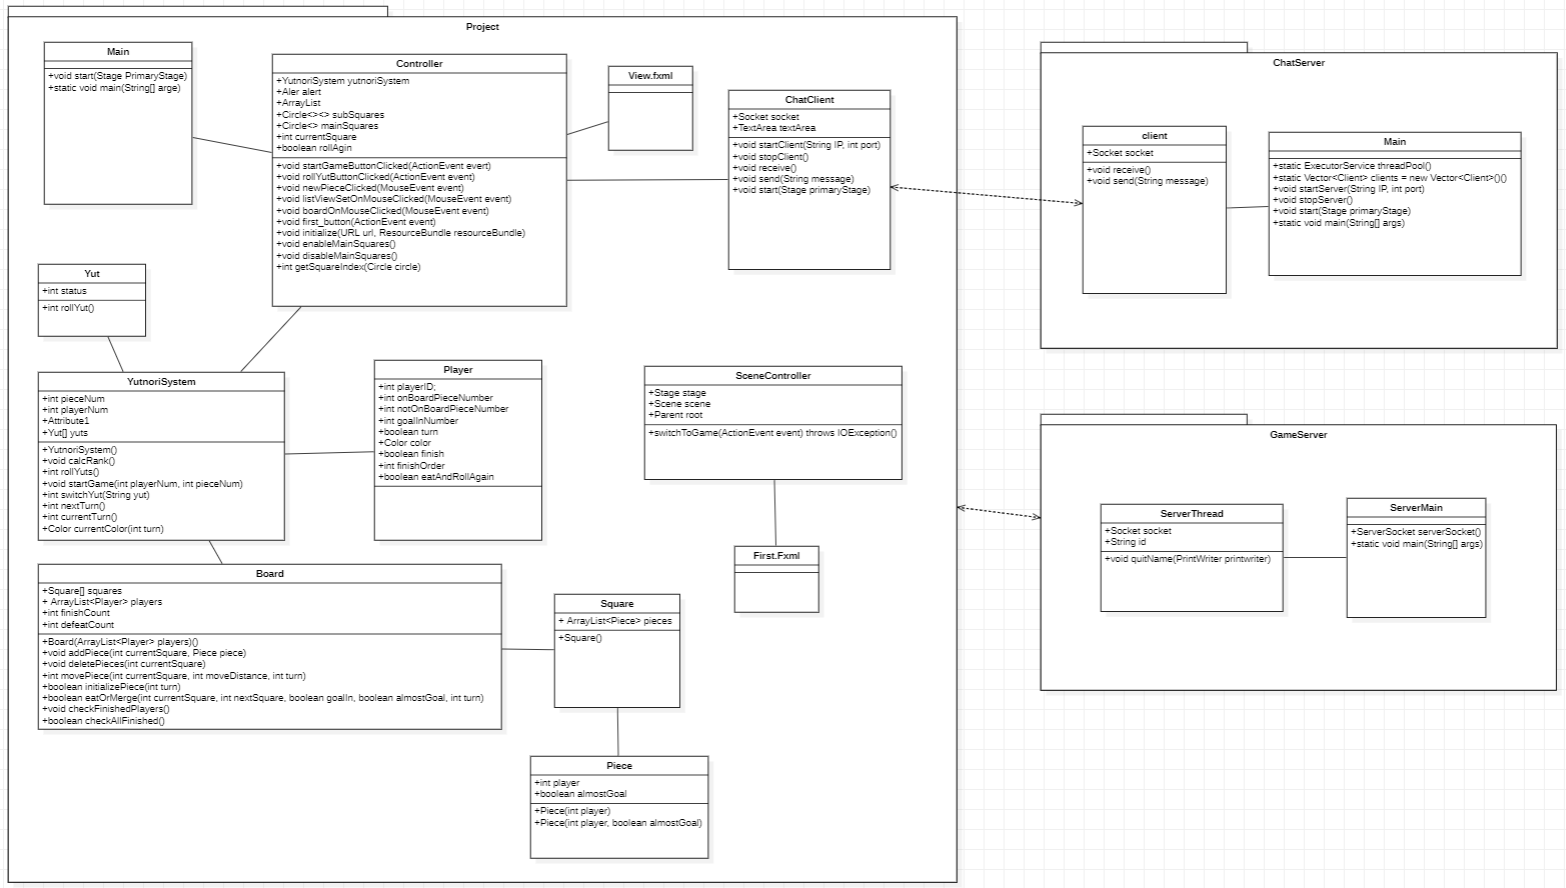 Project
Main
+void start(Stage PrimaryStage)
+static void main(String[] arge)
Controller
+YutnoriSystem yutnoriSystem
+Aler alert
+ArrayList
+Circle<><> subSquares
+Circle<> mainSquares
+int currentSquare
+boolean rollAgin
+void startGameButtonClicked(ActionEvent evert)
+void rollYutButtonClicked(ActionEvent event)
+void newPieceClicked(MouseEvent event)
+void listViewSetOnMouseClicked(MouseEvent event)
+void boardOnMouseClicked(MouseEvent event)
+void first_button(ActionEvent event)
+void initialize(URL url, ResourceBundle resourceBundle)
+void enableMainSquares()
+void disableMainSquares()
+int getSquareIndex(Circle circle)
View.fxml
ChatClient
+Socket socket
+TextArea textArea
+void startClient(String IP, int port)
+void stopClient()
+void receive()
+void send(String message)
+void start(Stage primaryStage)
Yut
+int status
+int rollYut()
YutnoriSystem
+int pieceNum
+int playerNum
+Attribute1
+Yut[] yuts
+YutnoriSystem()
+void calcRank()
+int rollYuts()
+void startGame(int playerNum, int pieceNum)
+int switchYut(String yut)
+int nextTurn()
+int currentTurn()
+Color currentColor(int turn)
Player
+int playerID;
+int onBoardPieceNumber
+int notOnBoardPieceNumber
+int goalInNumber
+boolean turn
+Color color
+boolean finish
+int finishOrder
+boolean eatAndRollAgain
SceneController
+Stage stage
+Scene scene
+Parent root
+switchToGame(ActionEvent event) throws IOException()
First.Fxml
Board
+Square[] squares
+ ArrayList<Player> players
+int finishCount
+int defeatCount
+Board(ArrayList<Player> players)()
+void addPiece(int currentSquare, Piece piece)
+void deletePieces(int currentSquare)
+int movePiece(int currentSquare, int moveDistance, int turn)
+boolean initializePiece(int turn)
+boolean eatOrMerge(int currentSquare, int nextSquare, boolean goalIn, boolean almostGoal, int turn)
+void checkFinishedPlayers()
+boolean checkAllFinished()
Square
+ ArrayList<Piece> pieces
+Square()
Piece
+int player
+boolean almostGoal
+Piece(int player)
+Piece(int player, boolean almostGoal)
ChatServer
client
+Socket socket
+void receive()
+void send(String message)
Main
+static ExecutorService threadPool()
+static Vector<Client> clients = new Vector<Client>()()
+void startServer(String IP, int port)
+void stopServer()
+void start(Stage primaryStage)
+static void main(String[] args)
GameServer
ServerThread
+Socket socket
+String id
+void quitName(PrintWriter printwriter)
ServerMain
+ServerSocket serverSocket()
+static void main(String[] args)